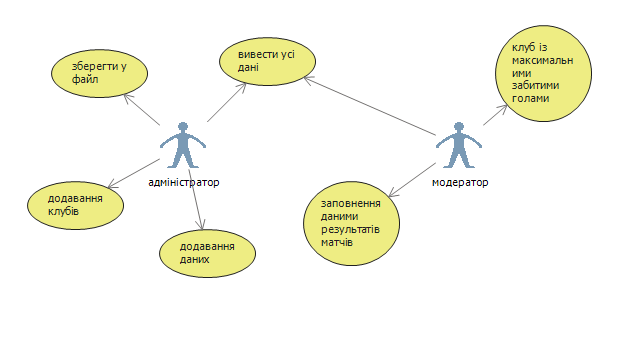 зберегти у
файл
вивести усі
дані
клуб із
максимальн
ими
забитими
голами
адміністратор
модератор
додавання
клубів
заповнення
даними
результатів
матчів
додавання
даних